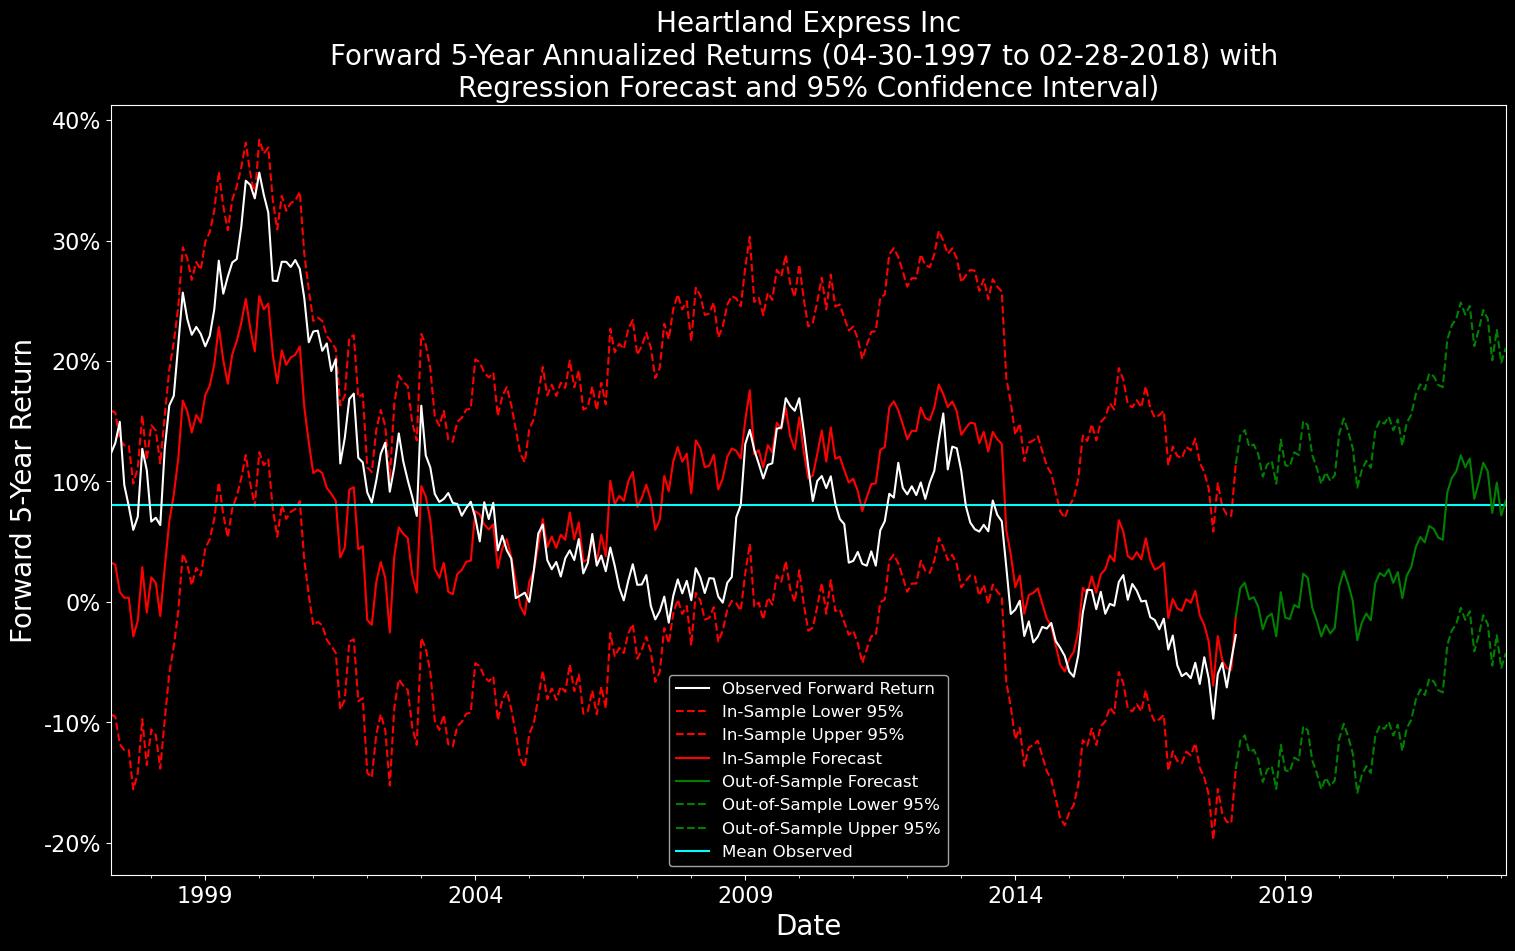 Heartland Express Inc
Forward 5-Year Annualized Returns (04-30-1997 to 02-28-2018) with
Regression Forecast and 95% Confidence Interval)
Forward 5-Year Return
40%
30%
20%
10%
0%
-10%
-20%
Observed Forward Return
In-Sample Lower 95%
In-Sample Upper 95%
In-Sample Forecast
Out-of-Sample Forecast
Out-of-Sample Lower 95%
Out-of-Sample Upper 95%
Mean Observed
1999 2004 2009 2014 2019
Date